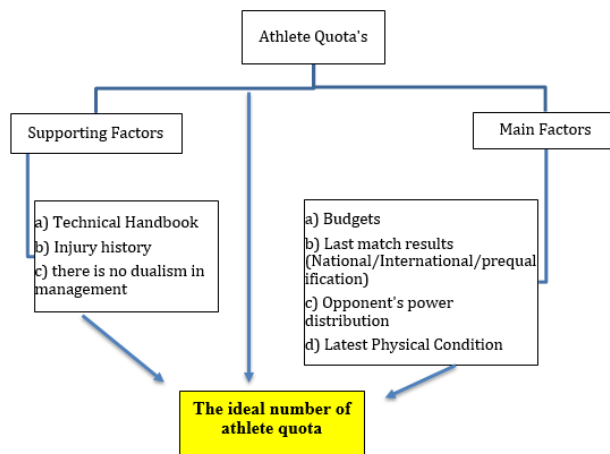 Athlete Quota's
Supporting Factors
Main Factors
a) Technical Handbook
b) Injury history
c) there is no dualism in
management
a) Budgets
b) Last match results
(National/International/prequal
ification)
c) Opponent's power
distribution
d) Latest Physical Condition
The ideal number of
athlete quota